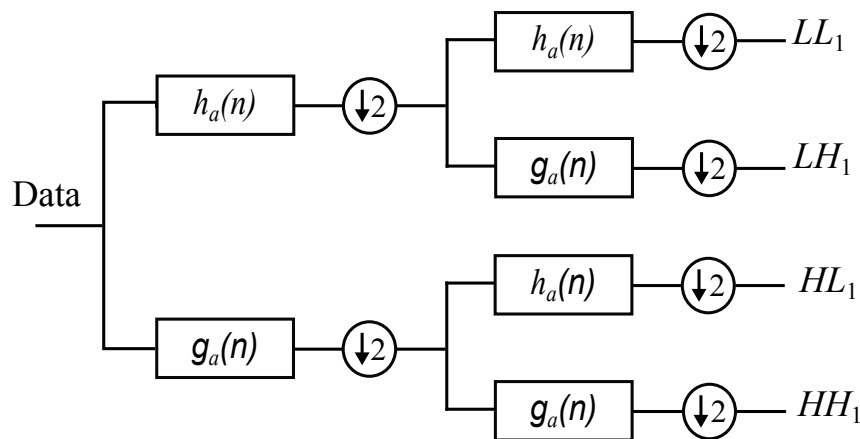 h_a(n) ↓2 LL_1
h_a(n) ↓2
g_a(n) ↓2 LH_1
Data
h_a(n) ↓2 HL_1
g_a(n) ↓2
g_a(n) ↓2 HH_1